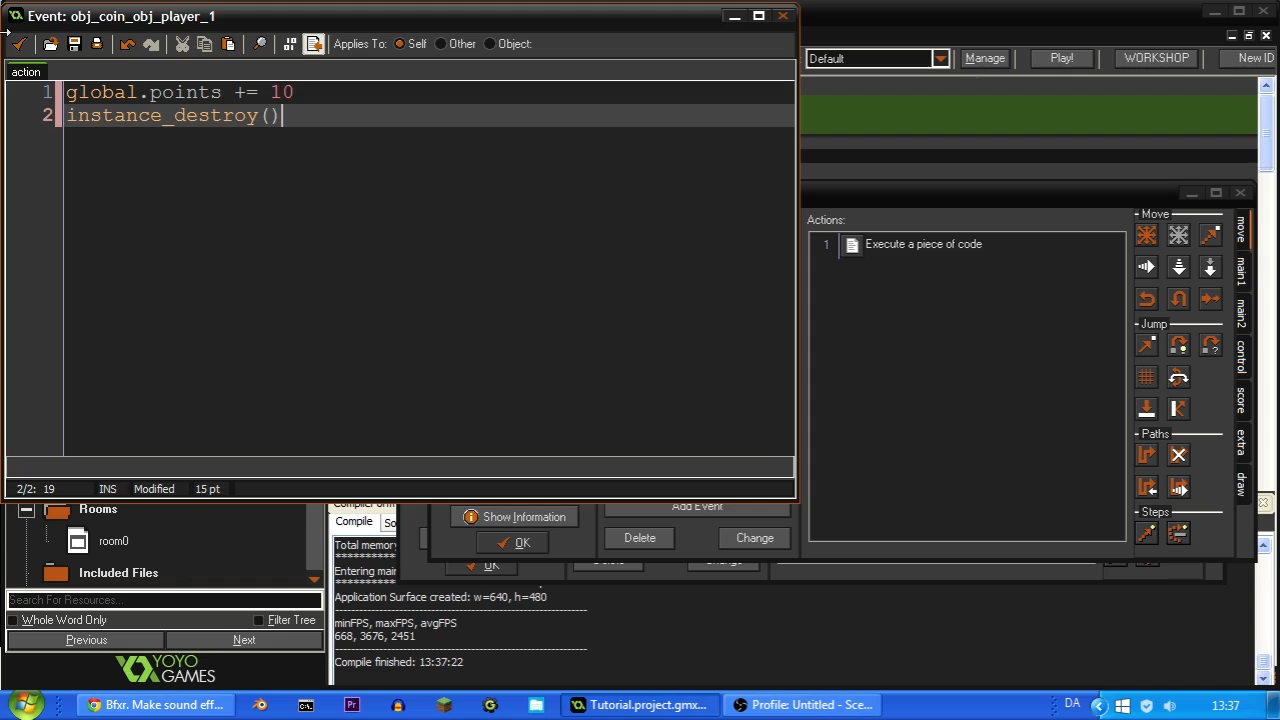 Event: obj_coin_obj_player_1
Applies To: Self Other Object:
Default Manage Play! WORKSHOP New ID
action
1 global.points += 10
2 instance_destroy()
2/2: 19 INS Modified 15 pt
Actions:
1 Execute a piece of code
Move
Jump
Paths
Steps
move
main1
main2
control
score
extra
draw
Add Event
Show Information
OK
Delete
Change
OK
Rooms
room0
Included Files
Search For Resources...
Whole Word Only Filter Tree
Previous Next
YOYO
GAMES
Compile
Total memory
Entering main
Application Surface created: w=640, h=480
minFPS, maxFPS, avgFPS
668, 3676, 2451
Compile finished: 13:37:22
Bfxr. Make sound eff...
Tutorial.project.gmx...
Profile: Untitled - Sce...
DA
13:37